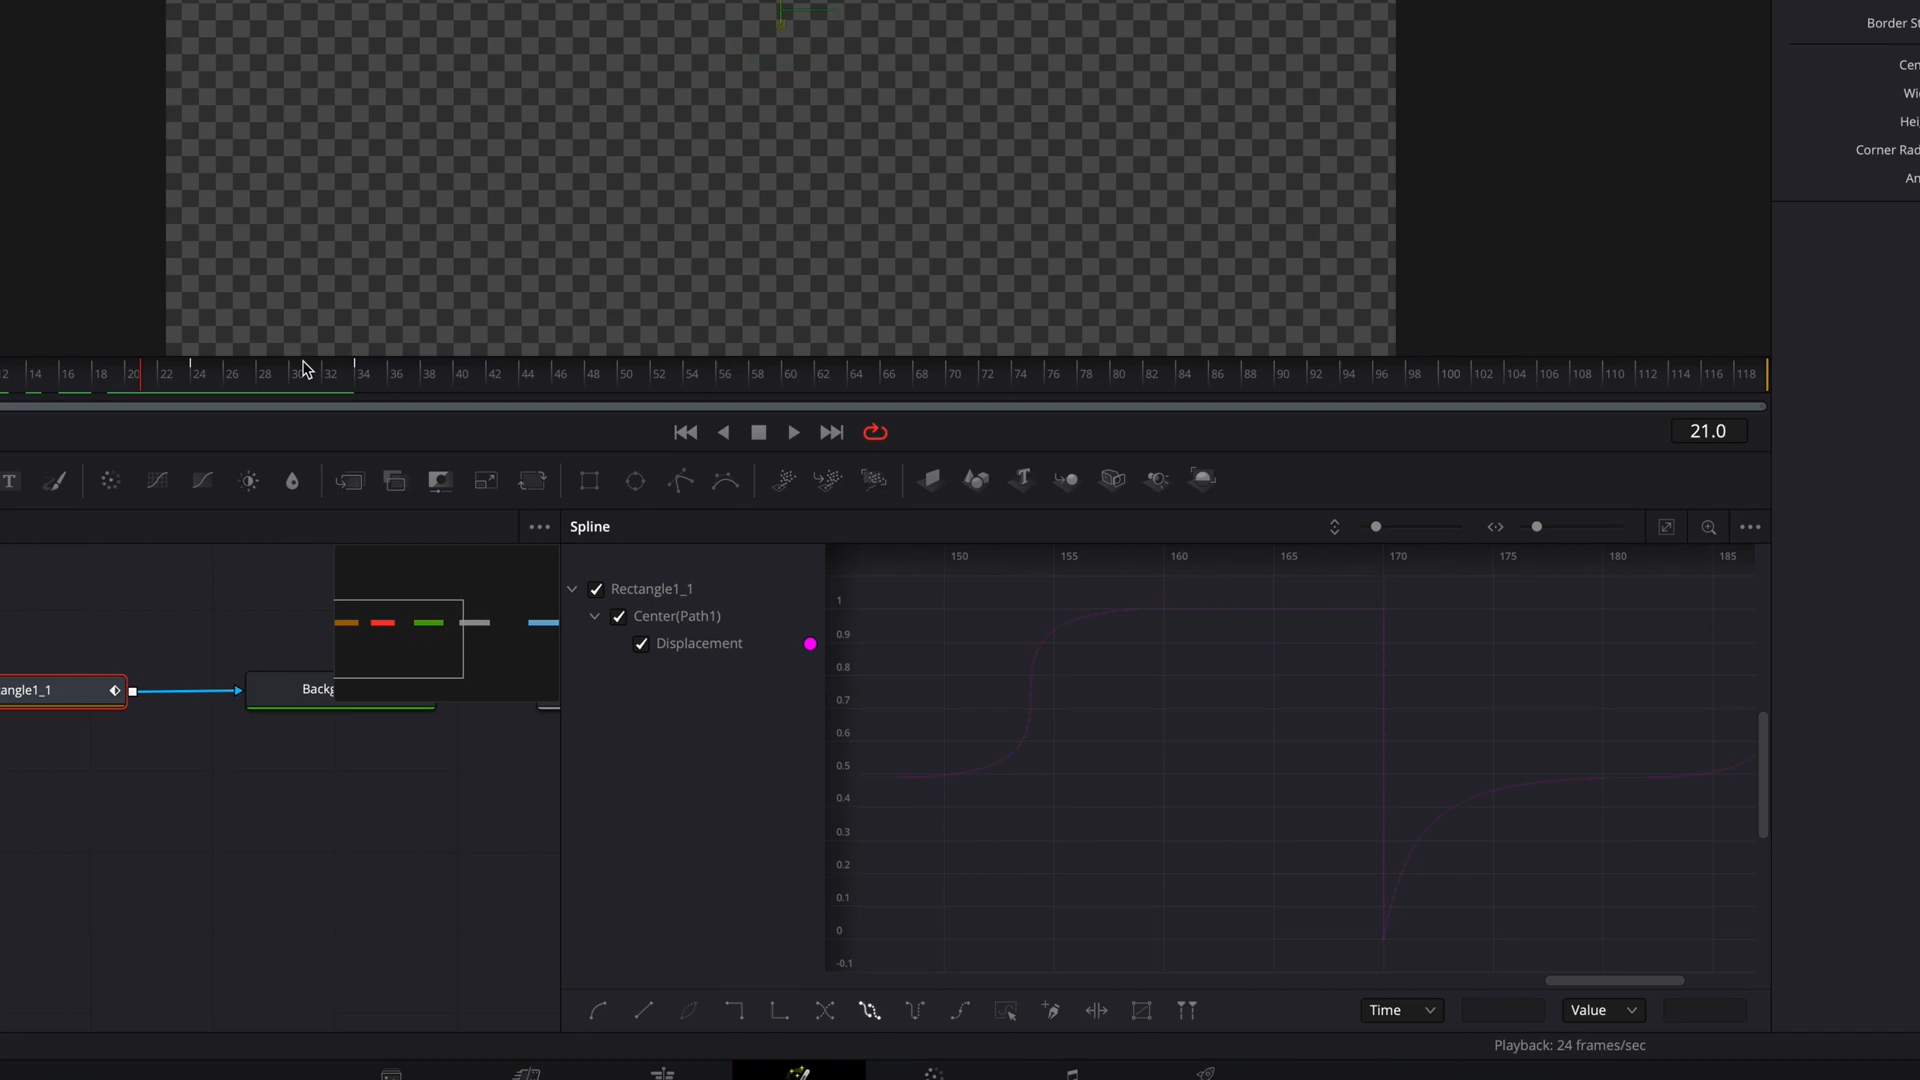 Border St
Cen
Wi
Hei
Corner Rad
An
2 14 16 18 20 22 24 26 28 30 32 34 36 38 40 42 44 46 48 50 52 54 56 58 60 62 64 66 68 70 72 74 76 78 80 82 84 86 88 90 92 94 96 98 100 102 104 106 108 110 112 114 116 118
21.0
T T
Spline
150 155 160 165 170 175 180 185
Rectangle1_1
Center(Path1)
Displacement
1
0.9
0.8
0.7
0.6
0.5
0.4
0.3
0.2
0.1
0
-0.1
angle1_1
Backg
Time
Value
Playback: 24 frames/sec